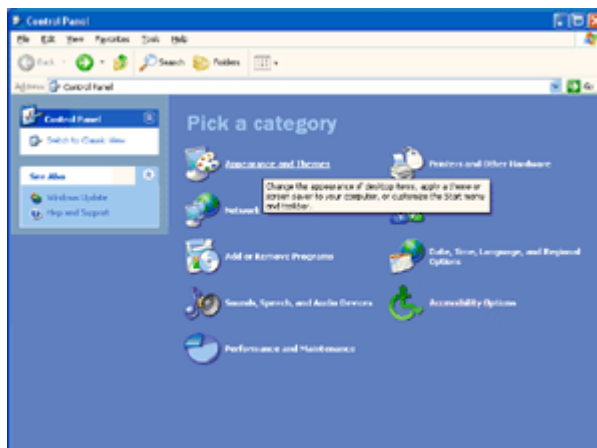 Control Panel
File Edit View Favorites Tools Help
Back Search Folders
Address Control Panel Go
Control Panel
Switch to Classic View
See Also
Windows Update
Help and Support
Pick a category
Appearance and Themes
Printers and Other Hardware
Change the appearance of desktop items, apply a theme or
screen saver to your computer, or customize the Start menu
and taskbar.
Network
Add or Remove Programs
Date, Time, Language, and Regional
Options
Sounds, Speech, and Audio Devices
Accessibility Options
Performance and Maintenance